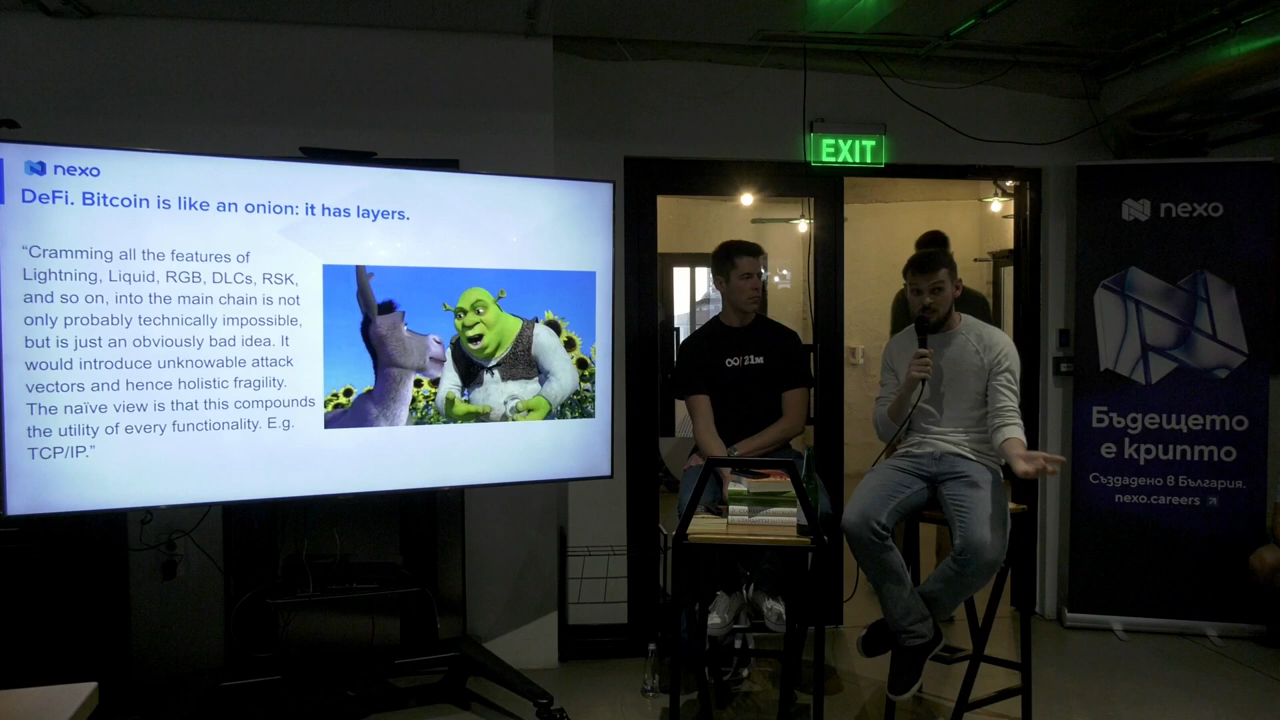 nexo
DeFi. Bitcoin is like an onion: it has layers.
“Cramming all the features of
Lightning, Liquid, RGB, DLCs, RSK,
and so on, into the main chain is not
only probably technically impossible,
but is just an obviously bad idea. It
would introduce unknowable attack
vectors and hence holistic fragility.
The naïve view is that this compounds
the utility of every functionality. E.g.
TCP/IP.”
EXIT
∞/21м
nexo
Бъдещето
е крипто
Създадено в България.
nexo.careers